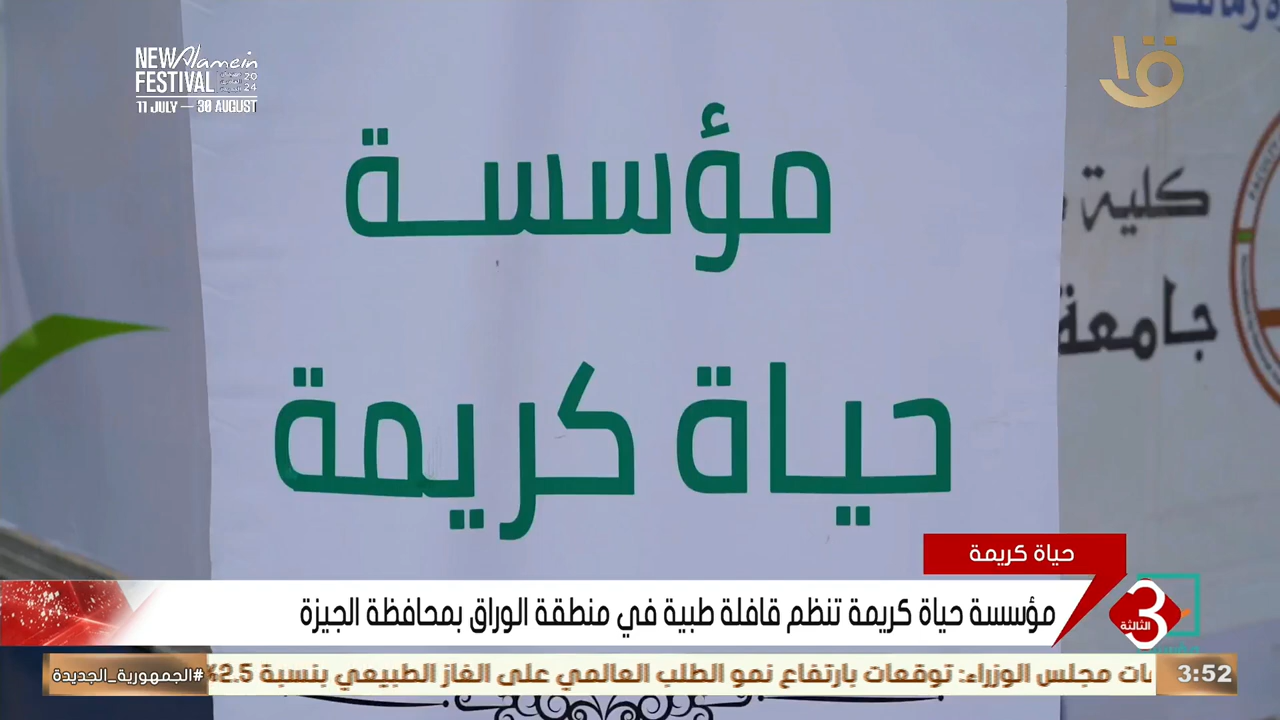 NEW Alamein
FESTIVAL 2024
11 JULY — 30 AUGUST
مؤسسة
حياة كريمة
كلية
جامعة
حياة كريمة
مؤسسة حياة كريمة تنظم قافلة طبية في منطقة الوراق بمحافظة الجيزة
3
الثالثة
مجلس الوزراء: توقعات بارتفاع نمو الطلب العالمي على الغاز الطبيعي بنسبة 2.5%
#الجمهورية_الجديدة
3:52